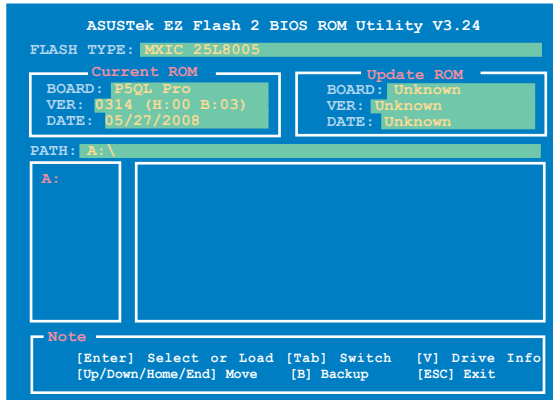 ASUSTek EZ Flash 2 BIOS ROM Utility V3.24
FLASH TYPE: MXIC 25L8005
Current ROM
BOARD: P5QL Pro
VER: 0314 (H:00 B:03)
DATE: 05/27/2008
Update ROM
BOARD: Unknown
VER: Unknown
DATE: Unknown
PATH: A:\
A:
Note
[Enter] Select or Load [Tab] Switch [V] Drive Info
[Up/Down/Home/End] Move [B] Backup [ESC] Exit